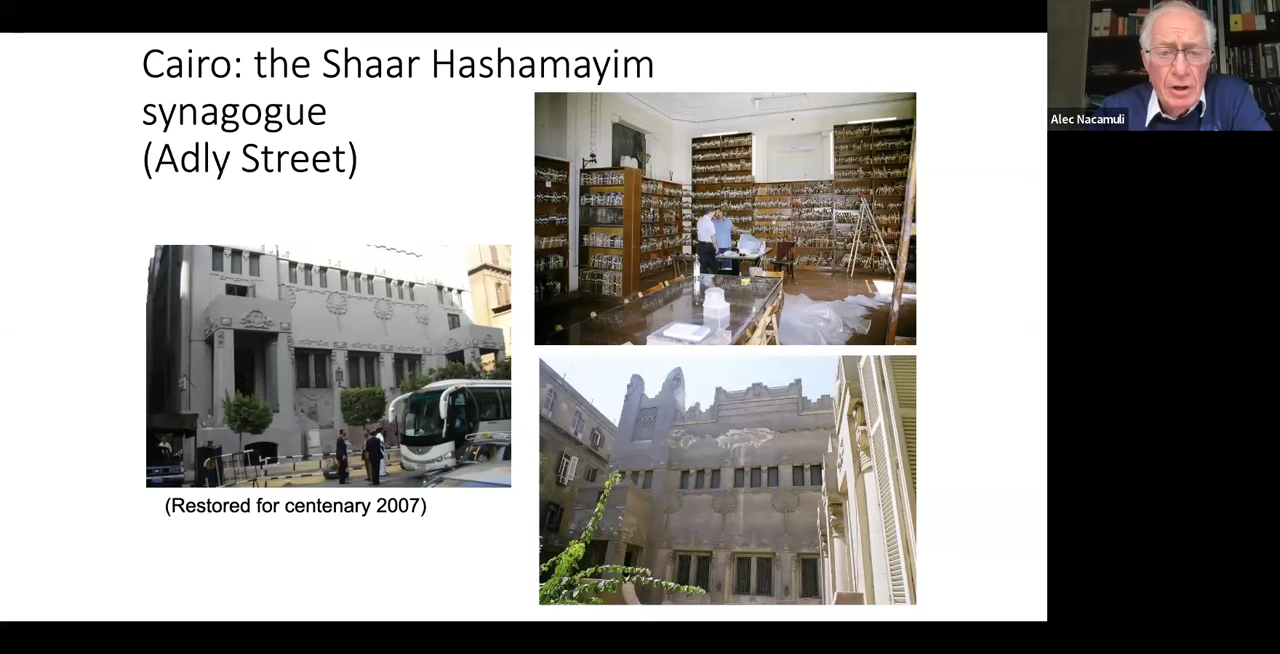 Cairo: the Shaar Hashamayim
synagogue
(Adly Street)
Alec Nacamuli
(Restored for centenary 2007)